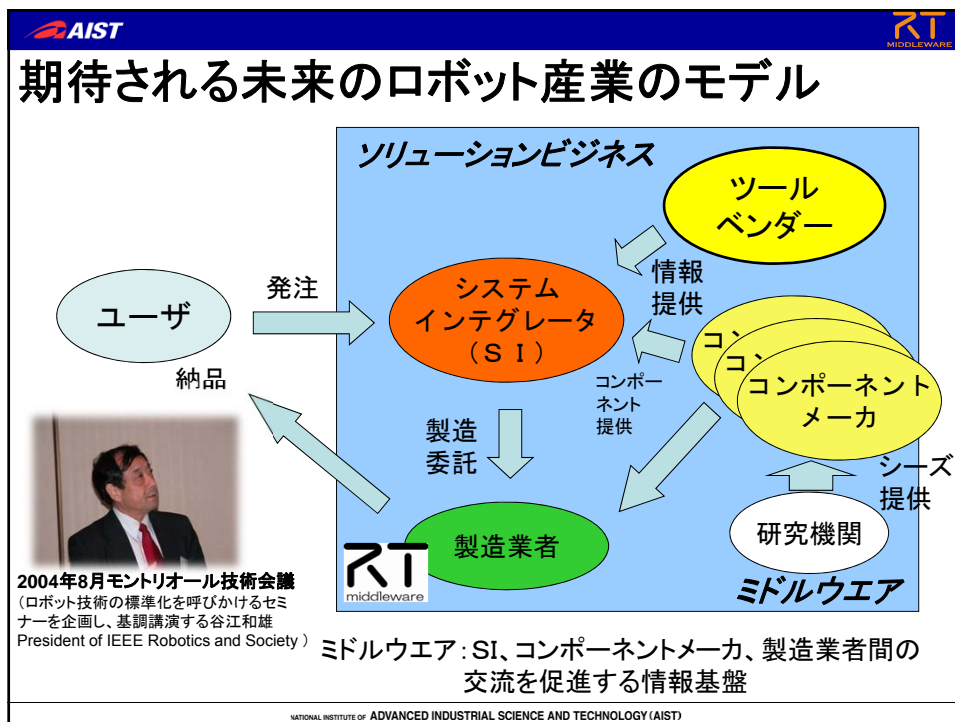 AIST
RT
MIDDLEWARE
期待される未来のロボット産業のモデル
ソリューションビジネス
ツール
ベンダー
情報
提供
発注
システム
インテグレータ
（ＳＩ）
ユーザ
コン
コン
コンポーネント
メーカ
コンポー
ネント
提供
納品
製造
委託
シーズ
提供
製造業者
研究機関
RT
middleware
ミドルウエア
2004年8月モントリオール技術会議
（ロボット技術の標準化を呼びかけるセミ
ナーを企画し、基調講演する谷江和雄
President of IEEE Robotics and Society ）
ミドルウエア：SI、コンポーネントメーカ、製造業者間の
交流を促進する情報基盤
NATIONAL INSTITUTE OF ADVANCED INDUSTRIAL SCIENCE AND TECHNOLOGY (AIST)